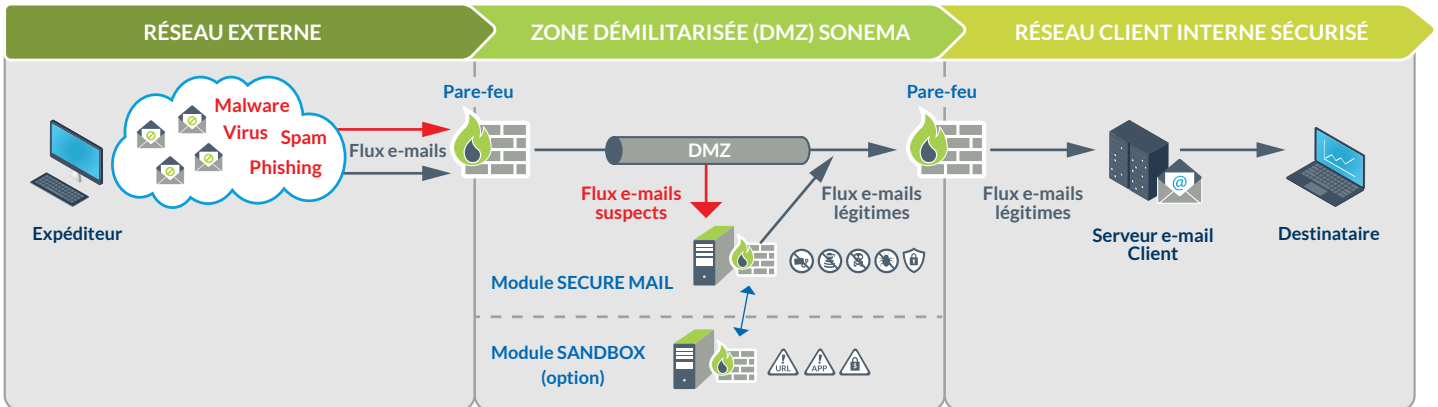 RÉSEAU EXTERNE
ZONE DÉMILITARISÉE (DMZ) SONEMA
RÉSEAU CLIENT INTERNE SÉCURISÉ
Malware
Virus
Spam
Phishing
Flux e-mails
Expéditeur
Pare-feu
DMZ
Flux e-mails
suspects
Flux e-mails
légitimes
Module SECURE MAIL
Module SANDBOX
(option)
URL
APP
Pare-feu
Flux e-mails
légitimes
@
Serveur e-mail
Client
Destinataire